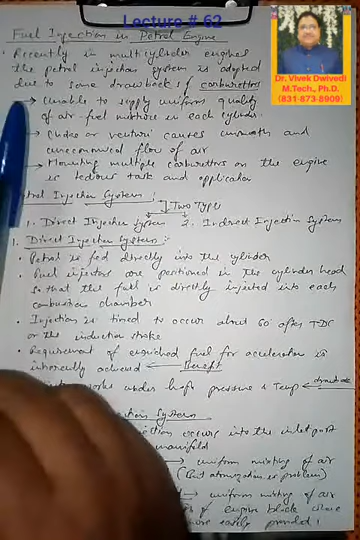 Lecture # 62
Dr. Vivek Dwivedi
M.Tech, Ph.D.
(831-873-8909)
Fuel Injection in Petrol Engine
Recently in multicylinder engines
the petrol injection system is adopted
due to some drawbacks of carburettors
→ Unable to supply uniform quality
of air-fuel mixture in each cylinder.
→ Choke or venturi causes unsmooth and
uneconomical flow of air
→ Mounting multiple carburettors on the engine
is tedious task and application
Petrol Injection System:
Two Type
1. Direct Injection System 2. Indirect Injection System
1. Direct Injection System:-
• Petrol is fed directly into the cylinder
• Fuel injectors are positioned in the cylinder head
so that the fuel is directly injected into each
combustion chamber
• Injection is timed to occur about 60° after TDC
on the induction stroke
• Requirement of enriched fuel for acceleration is
inherently achieved ← Benefit
under high pressure & Temp ← drawback
Injection System
occurs into the inlet port
manifold
→ uniform mixing of air
(But atomization is problem)
→ uniform mixing of air
of engine block
more easily provided